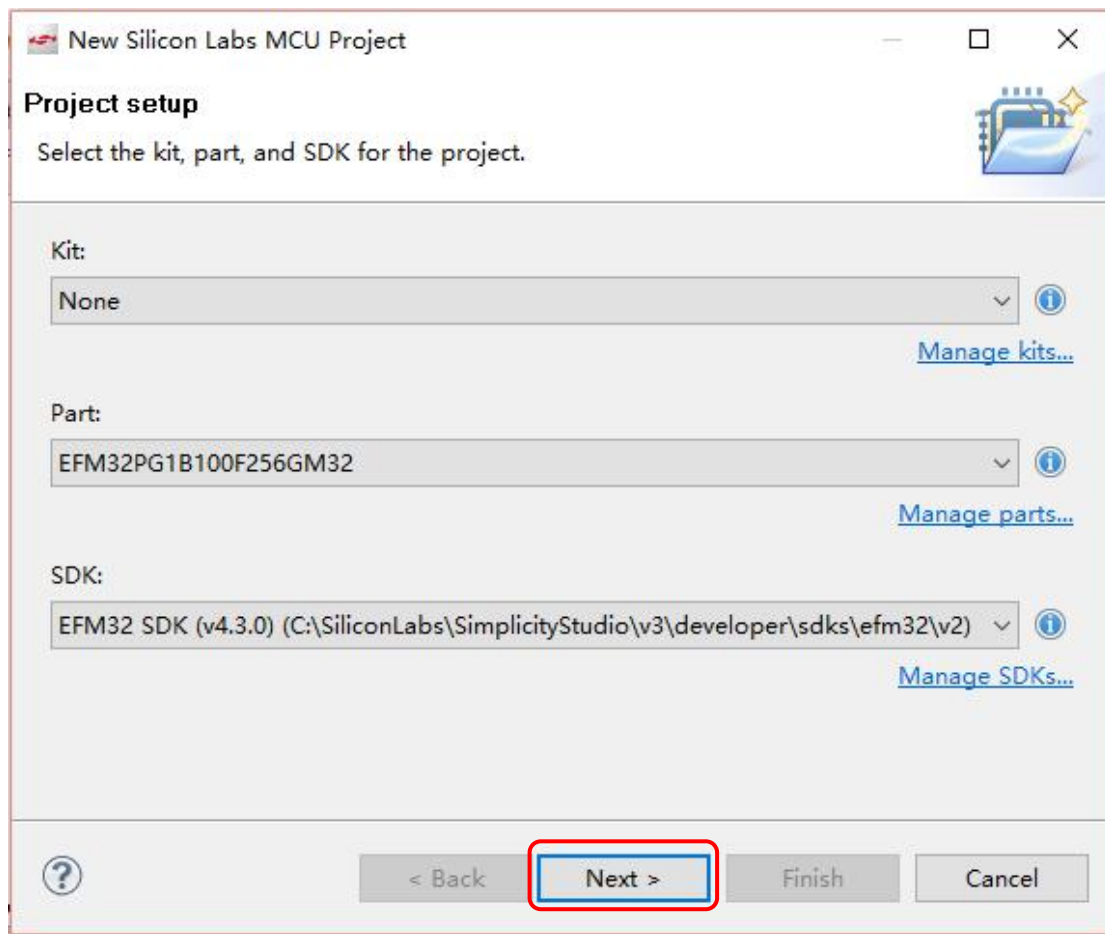 New Silicon Labs MCU Project
Project setup
Select the kit, part, and SDK for the project.
Kit:
None
Manage kits...
Part:
EFM32PG1B100F256GM32
Manage parts...
SDK:
EFM32 SDK (v4.3.0) (C:\SiliconLabs\SimplicityStudio\v3\developer\sdks\efm32\v2)
Manage SDKs...
< Back Next > Finish Cancel